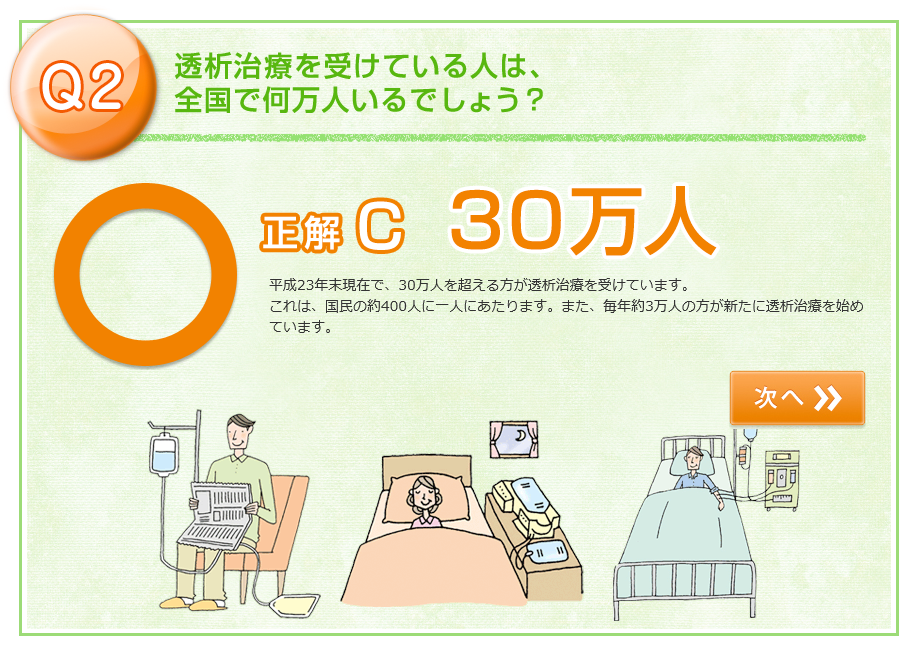 Q2
透析治療を受けている人は、
全国で何万人いるでしょう？
正解 C 30万人
平成23年末現在で、30万人を超える方が透析治療を受けています。
これは、国民の約400人に一人にあたります。また、毎年約3万人の方が新たに透析治療を始め
ています。
次へ